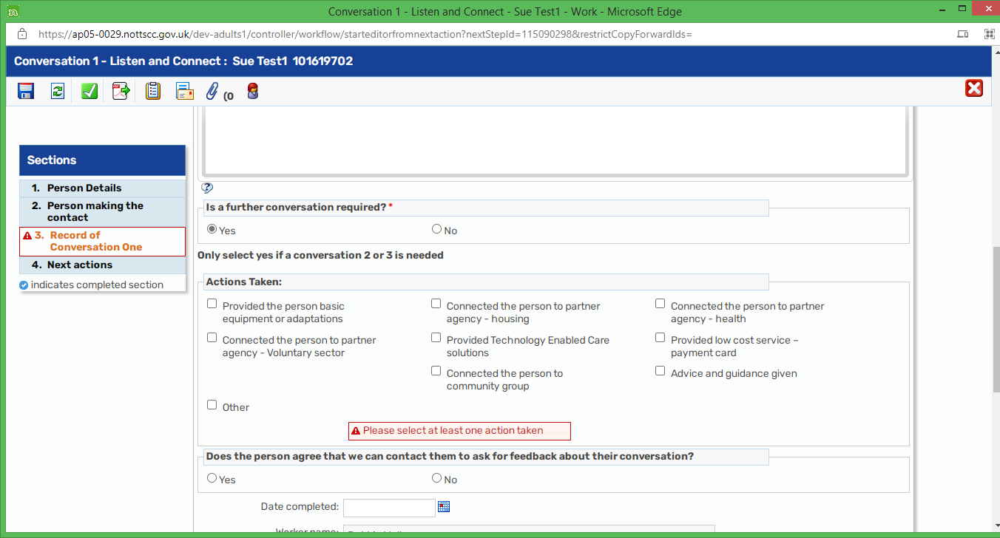 Conversation 1 - Listen and Connect - Sue Test1 - Work - Microsoft Edge
https://ap05-0029.nottscc.gov.uk/dev-adults1/controller/workflow/starteditorfromnextaction?nextStepId=115090298&restrictCopyForwardIds=
Conversation 1 - Listen and Connect : Sue Test1 101619702
(0
Sections
1. Person Details
2. Person making the
contact
3. Record of
Conversation One
4. Next actions
indicates completed section
Is a further conversation required? *
Yes
No
Only select yes if a conversation 2 or 3 is needed
Actions Taken:
Provided the person basic
equipment or adaptations
Connected the person to partner
agency - housing
Connected the person to partner
agency - health
Connected the person to partner
agency - Voluntary sector
Provided Technology Enabled Care
solutions
Provided low cost service –
payment card
Connected the person to
community group
Advice and guidance given
Other
Please select at least one action taken
Does the person agree that we can contact them to ask for feedback about their conversation?
Yes
No
Date completed:
Worker name: